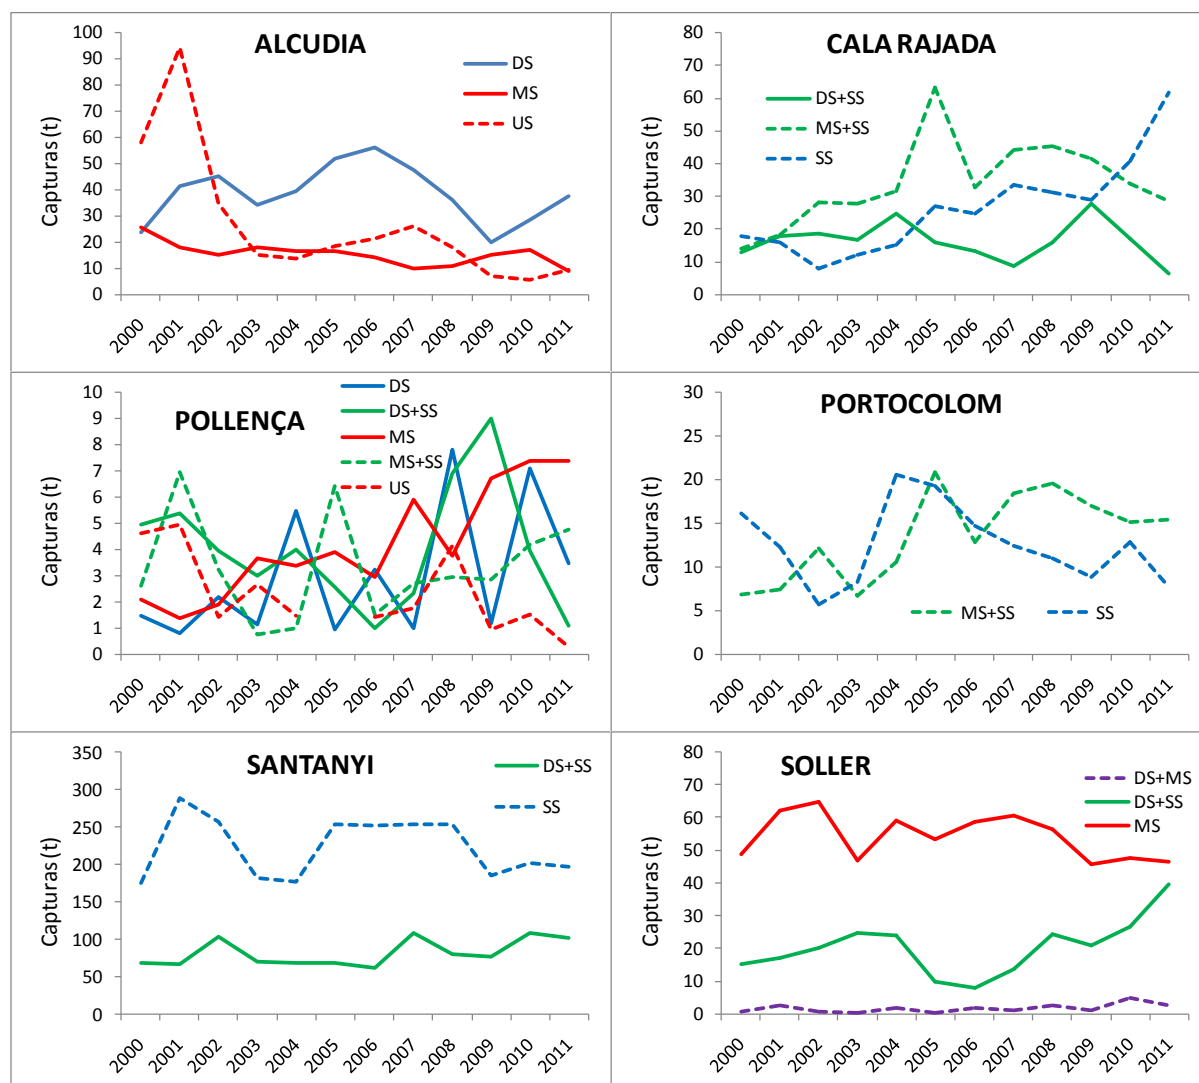 ALCUDIA
Capturas (t)
100
90
80
70
60
50
40
30
20
10
0
DS
MS
US
2000 2001 2002 2003 2004 2005 2006 2007 2008 2009 2010 2011
CALA RAJADA
Capturas (t)
80
70
60
50
40
30
20
10
0
DS+SS
MS+SS
SS
2000 2001 2002 2003 2004 2005 2006 2007 2008 2009 2010 2011
POLLENÇA
Capturas (t)
10
9
8
7
6
5
4
3
2
1
0
DS
DS+SS
MS
MS+SS
US
2000 2001 2002 2003 2004 2005 2006 2007 2008 2009 2010 2011
PORTOCOLOM
Capturas (t)
30
25
20
15
10
5
0
MS+SS SS
2000 2001 2002 2003 2004 2005 2006 2007 2008 2009 2010 2011
SANTANYI
Capturas (t)
350
300
250
200
150
100
50
0
DS+SS
SS
2000 2001 2002 2003 2004 2005 2006 2007 2008 2009 2010 2011
SOLLER
Capturas (t)
80
70
60
50
40
30
20
10
0
DS+MS
DS+SS
MS
2000 2001 2002 2003 2004 2005 2006 2007 2008 2009 2010 2011